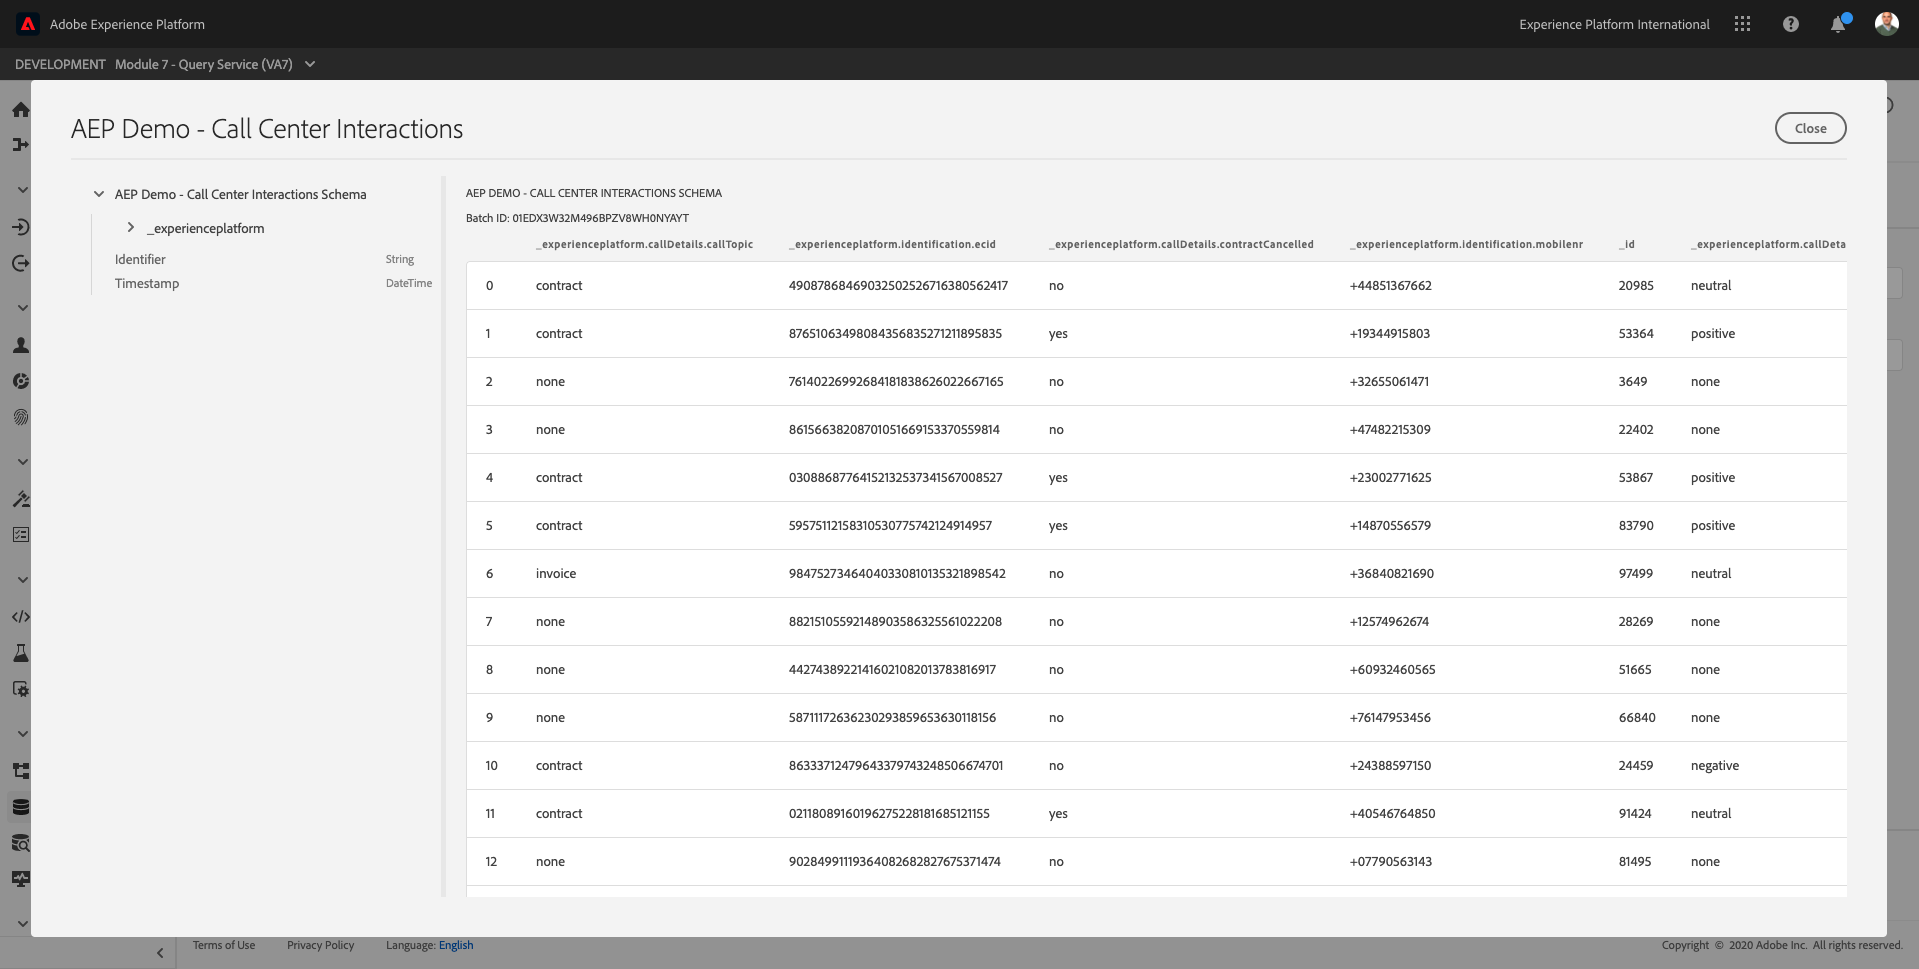 Adobe Experience Platform
Experience Platform International
DEVELOPMENT Module 7 - Query Service (VA7)
AEP Demo - Call Center Interactions
Close
AEP Demo - Call Center Interactions Schema
_experienceplatform
Identifier String
Timestamp DateTime
AEP DEMO - CALL CENTER INTERACTIONS SCHEMA
Batch ID: 01EDX3W32M496BPZV8WH0NYAYT
_experienceplatform.callDetails.callTopic _experienceplatform.identification.ecid _experienceplatform.callDetails.contractCancelled _experienceplatform.identification.mobilenr _id _experienceplatform.callDeta
0 contract 49087868469032502526716380562417 no +44851367662 20985 neutral
1 contract 87651063498084356835271211895835 yes +19344915803 53364 positive
2 none 76140226992684181838626022667165 no +32655061471 3649 none
3 none 86156638208701051669153370559814 no +47482215309 22402 none
4 contract 03088687764152132537341567008527 yes +23002771625 53867 positive
5 contract 59575112158310530775742124914957 yes +14870556579 83790 positive
6 invoice 98475273464040330810135321898542 no +36840821690 97499 neutral
7 none 88215105592148903586325561022208 no +12574962674 28269 none
8 none 44274389221416021082013783816917 no +60932460565 51665 none
9 none 58711172636230293859653630118156 no +76147953456 66840 none
10 contract 86333712479643379743248506674701 no +24388597150 24459 negative
11 contract 02118089160196275228181685121155 yes +40546764850 91424 neutral
12 none 90284991119364082682827675371474 no +07790563143 81495 none
Terms of Use Privacy Policy Language: English
Copyright © 2020 Adobe Inc. All rights reserved.